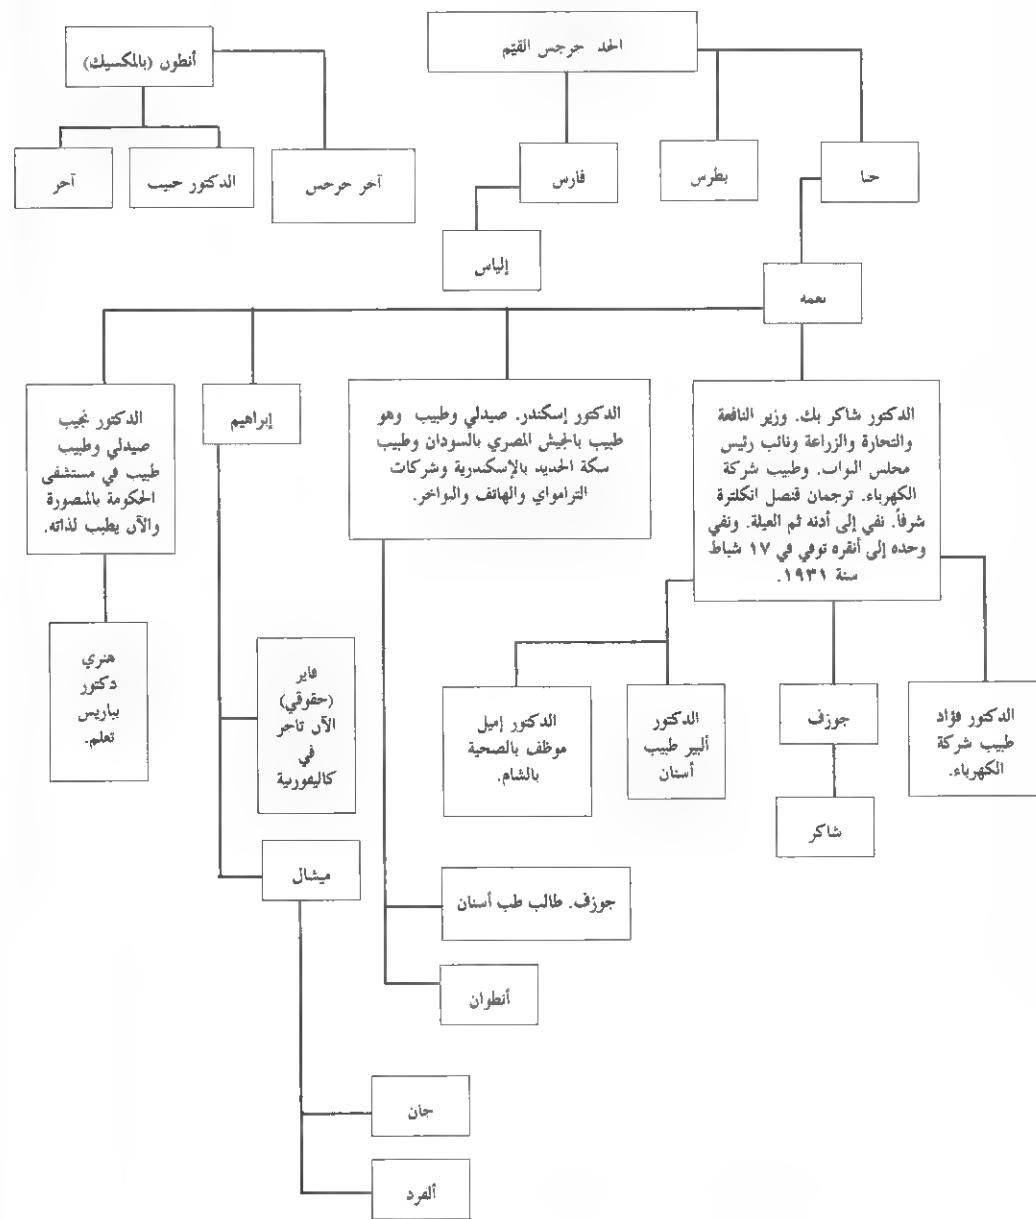 الجد جرجس القيّم
أنطون (بالمكسيك)
حنا
بطرس
فارس
آخر جرجس
الدكتور حبيب
آخر
إلياس
نعمه
الدكتور شاكر بك. وزير النافعة
والتجارة والزراعة ونائب رئيس
مجلس النواب. وطبيب شركة
الكهرباء. ترجمان قنصل انكلترة
شرفاً. نفي إلى أدنه ثم العيلة. ونفي
وحده إلى أنقره توفي في ١٧ شباط
سنة ١٩٣١.
الدكتور إسكندر. صيدلي وطبيب وهو
طبيب بالجيش المصري بالسودان وطبيب
سكة الحديد بالإسكندرية وشركات
الترامواي والهاتف والبواخر.
إبراهيم
الدكتور نجيب
صيدلي وطبيب
طبيب في مستشفى
الحكومة بالمنصورة
والآن يطبب لذاته.
الدكتور فؤاد
طبيب شركة
الكهرباء.
جوزف
الدكتور
ألبير طبيب
أسنان
الدكتور إميل
موظف بالصحية
بالشام.
فايز
(حقوقي)
الآن تاجر
في
كاليفورنية
هنري
دكتور
بباريس
تعلم.
شاكر
ميشال
جوزف. طالب طب أسنان
أنطوان
جان
ألفرد